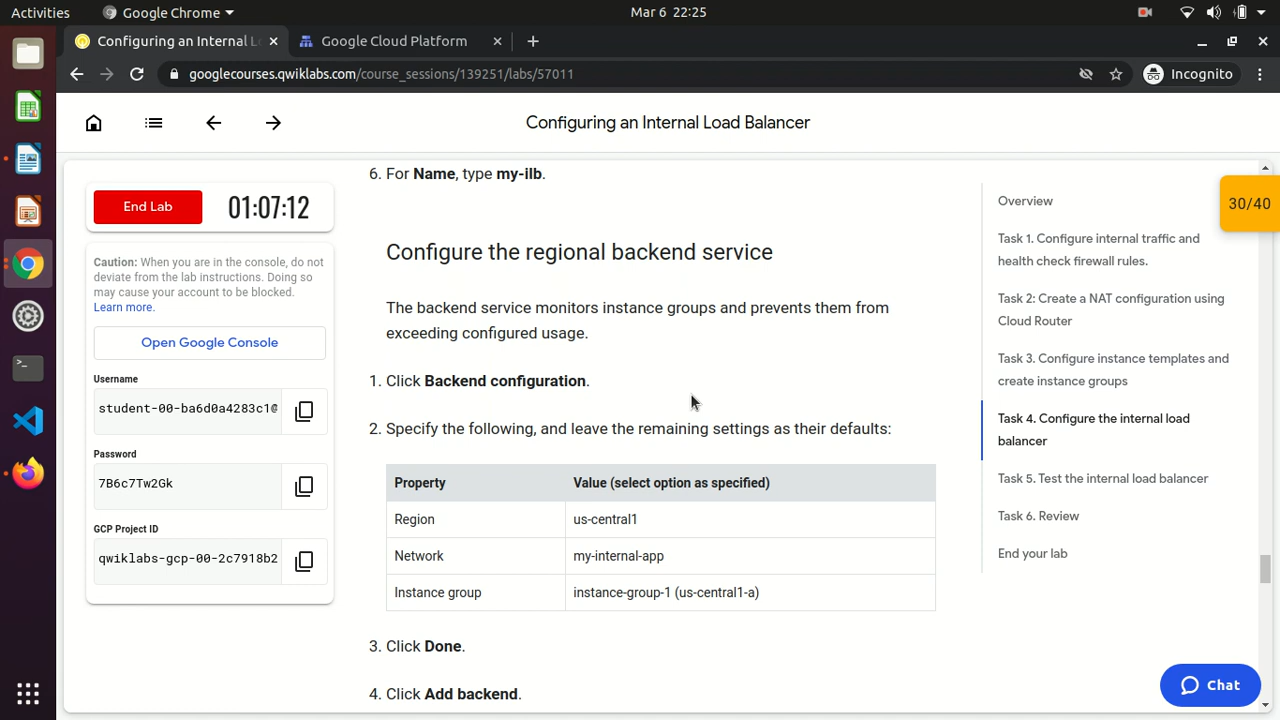 Activities
Google Chrome
Mar 6 22:25
Configuring an Internal L
Google Cloud Platform
googlecourses.qwiklabs.com/course_sessions/139251/labs/57011
Incognito
Configuring an Internal Load Balancer
End Lab
01:07:12
Caution: When you are in the console, do not
deviate from the lab instructions. Doing so
may cause your account to be blocked.
Learn more.
Open Google Console
Username
student-00-ba6d0a4283c1@
Password
7B6c7Tw2Gk
GCP Project ID
qwiklabs-gcp-00-2c7918b2
6. For Name, type my-ilb.
Configure the regional backend service
The backend service monitors instance groups and prevents them from
exceeding configured usage.
1. Click Backend configuration.
2. Specify the following, and leave the remaining settings as their defaults:
Property Value (select option as specified)
Region us-central1
Network my-internal-app
Instance group instance-group-1 (us-central1-a)
3. Click Done.
4. Click Add backend.
Overview
Task 1. Configure internal traffic and
health check firewall rules.
Task 2: Create a NAT configuration using
Cloud Router
Task 3. Configure instance templates and
create instance groups
Task 4. Configure the internal load
balancer
Task 5. Test the internal load balancer
Task 6. Review
End your lab
30/40
Chat